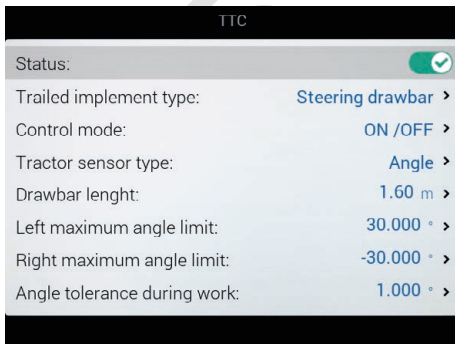 TTC
Status:
Trailed implement type: Steering drawbar >
Control mode: ON /OFF >
Tractor sensor type: Angle >
Drawbar lenght: 1.60 m >
Left maximum angle limit: 30.000 ° >
Right maximum angle limit: -30.000 ° >
Angle tolerance during work: 1.000 ° >